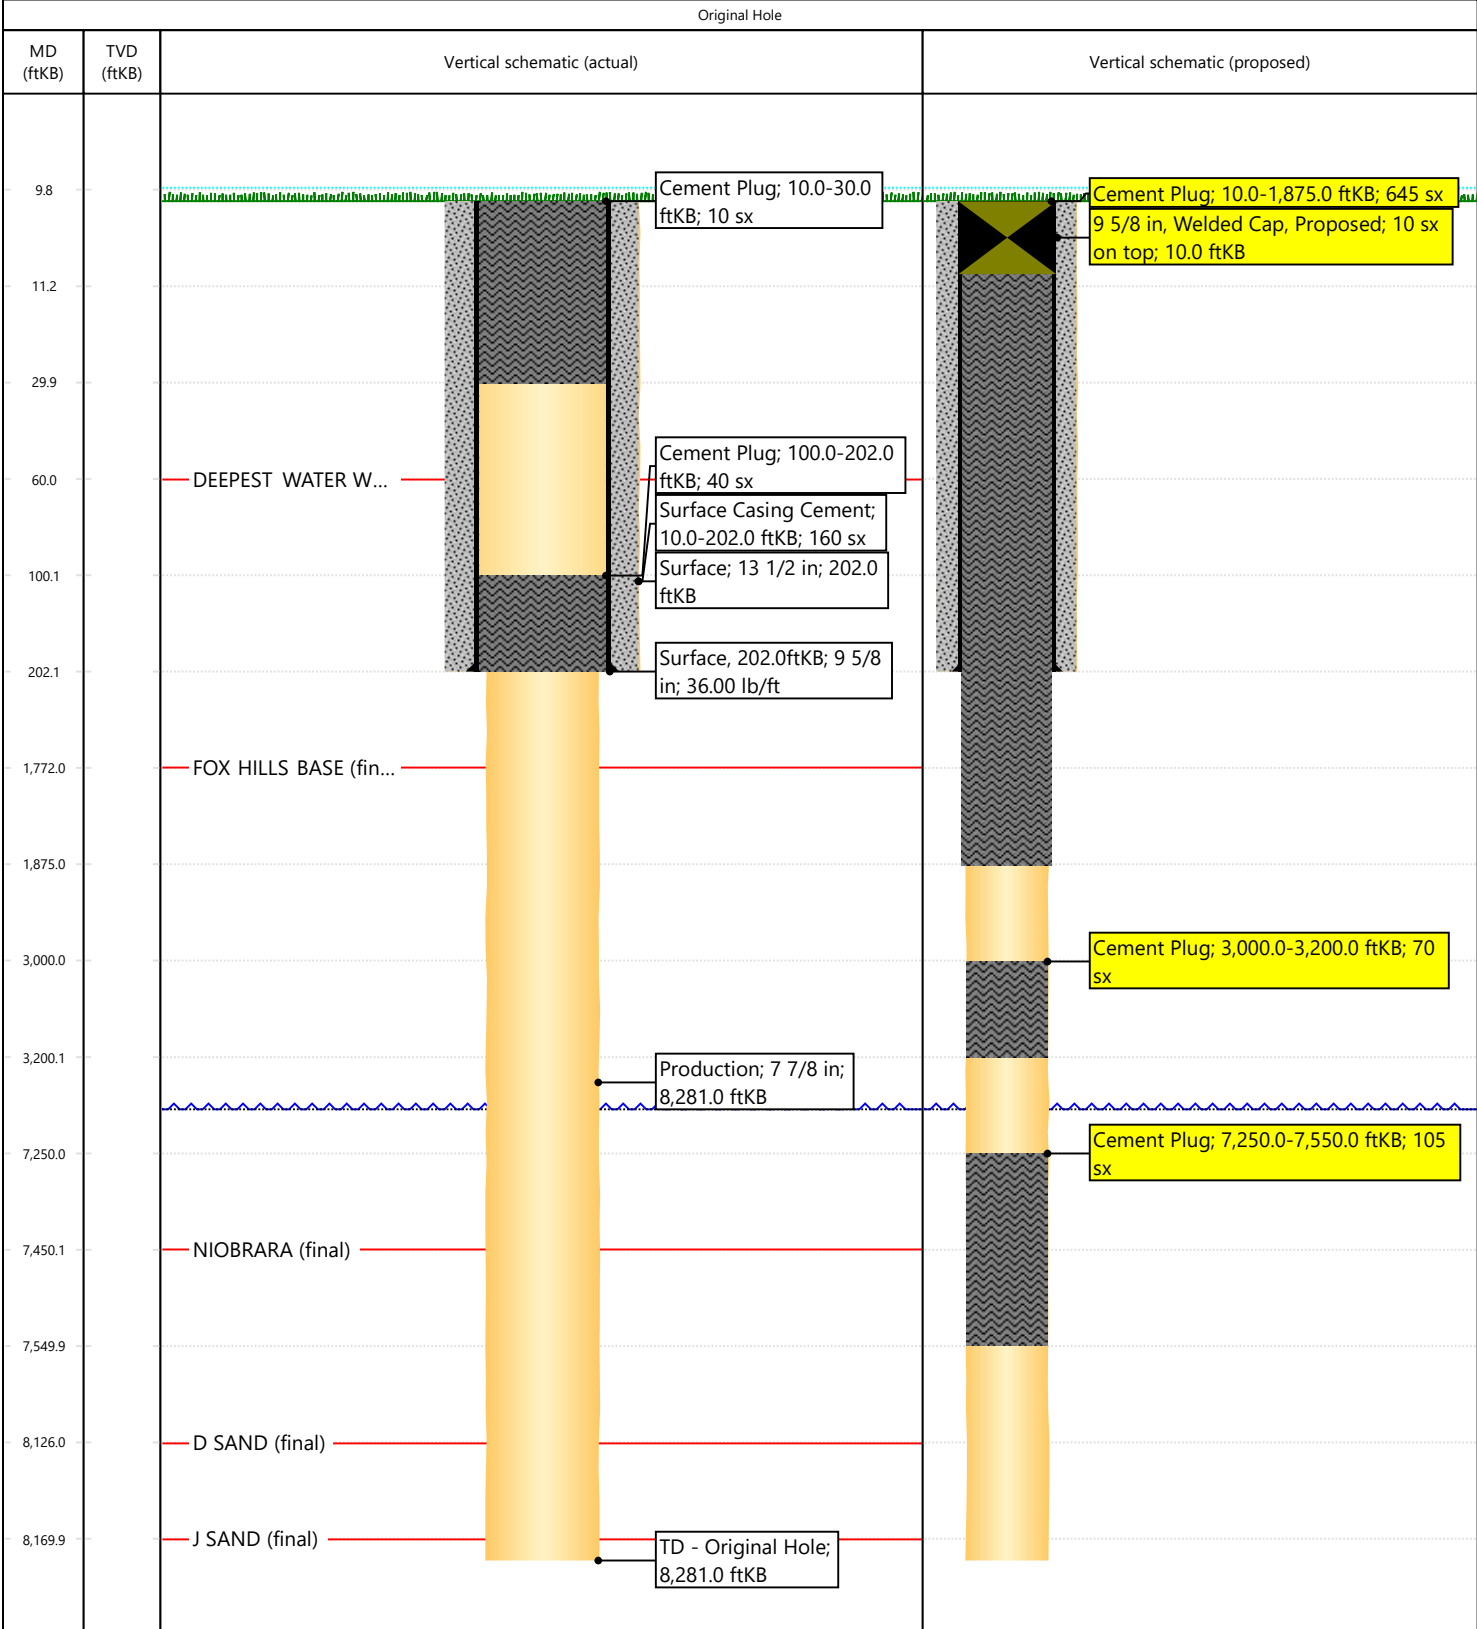 Original Hole
MD
(ftKB)
TVD
(ftKB)
Vertical schematic (actual)
Vertical schematic (proposed)
9.8
11.2
29.9
60.0
100.1
202.1
1,772.0
1,875.0
3,000.0
3,200.1
7,250.0
7,450.1
7,549.9
8,126.0
8,169.9
DEEPEST WATER W...
FOX HILLS BASE (fin...
NIOBRARA (final)
D SAND (final)
J SAND (final)
Cement Plug; 10.0-30.0
ftKB; 10 sx
Cement Plug; 100.0-202.0
ftKB; 40 sx
Surface Casing Cement;
10.0-202.0 ftKB; 160 sx
Surface; 13 1/2 in; 202.0
ftKB
Surface, 202.0ftKB; 9 5/8
in; 36.00 lb/ft
Production; 7 7/8 in;
8,281.0 ftKB
TD - Original Hole;
8,281.0 ftKB
Cement Plug; 10.0-1,875.0 ftKB; 645 sx
9 5/8 in, Welded Cap, Proposed; 10 sx
on top; 10.0 ftKB
Cement Plug; 3,000.0-3,200.0 ftKB; 70
sx
Cement Plug; 7,250.0-7,550.0 ftKB; 105
sx